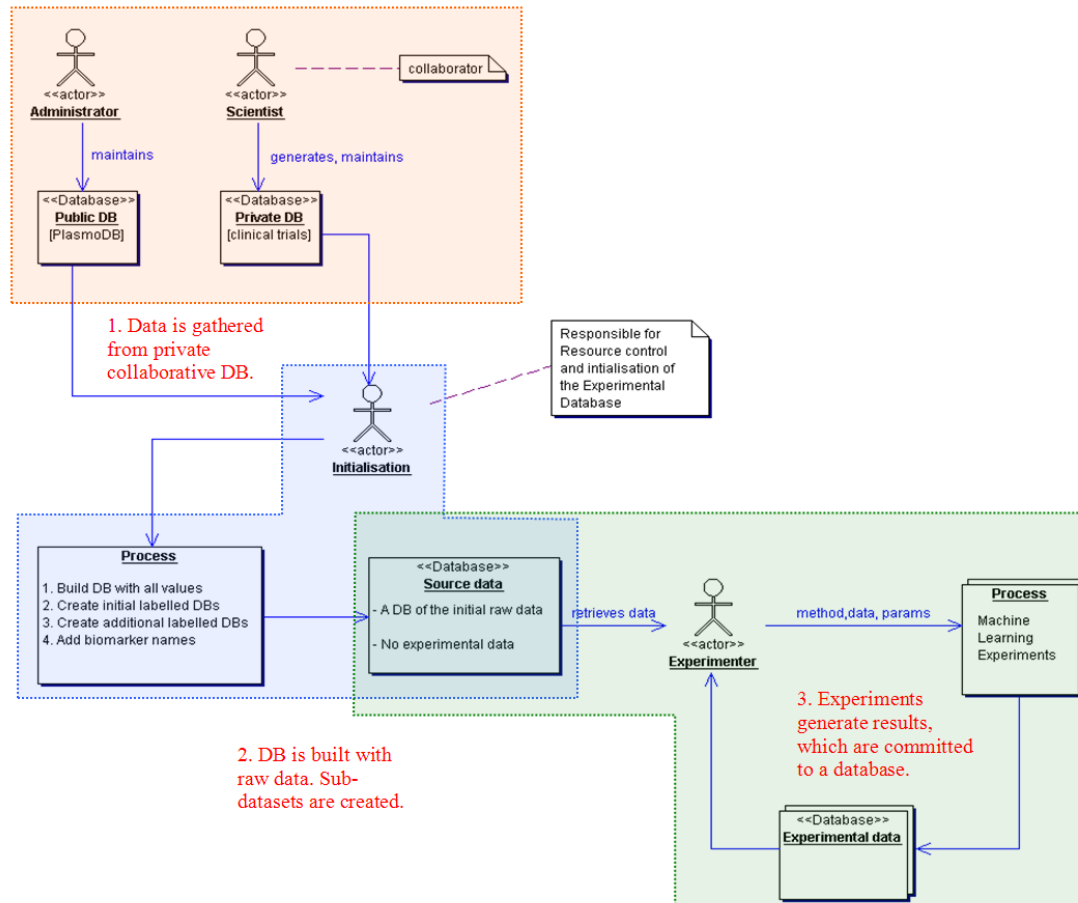 <<actor>>
Administrator
<<actor>>
Scientist
collaborator
maintains
generates, maintains
<<Database>>
Public DB
[PlasmoDB]
<<Database>>
Private DB
[clinical trials]
1. Data is gathered
from private
collaborative DB.
Responsible for
Resource control
and intialisation of
the Experimental
Database
<<actor>>
Initialisation
Process
1. Build DB with all values
2. Create initial labelled DBs
3. Create additional labelled DBs
4. Add biomarker names
<<Database>>
Source data
- A DB of the initial raw data
- No experimental data
retrieves data
<<actor>>
Experimenter
method,data, params
Process
Machine
Learning
Experiments
2. DB is built with
raw data. Sub-
datasets are created.
3. Experiments
generate results,
which are committed
to a database.
<<Database>>
Experimental data